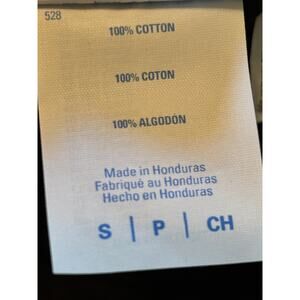 528
100% COTTON
100% COTON
100% ALGODÓN
Made in Honduras
Fabriqué au Honduras
Hecho en Honduras
S | P | CH